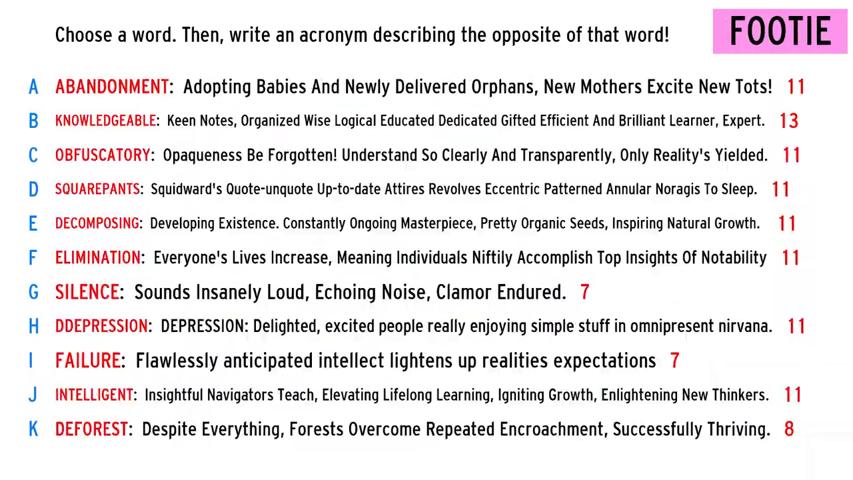 Choose a word. Then, write an acronym describing the opposite of that word!
FOOTIE
A ABANDONMENT: Adopting Babies And Newly Delivered Orphans, New Mothers Excite New Tots! 11
B KNOWLEDGEABLE: Keen Notes, Organized Wise Logical Educated Dedicated Gifted Efficient And Brilliant Learner, Expert. 13
C OBFUSCATORY: Opaqueness Be Forgotten! Understand So Clearly And Transparently, Only Reality's Yielded. 11
D SQUAREPANTS: Squidward's Quote-unquote Up-to-date Attires Revolves Eccentric Patterned Annular Noragis To Sleep. 11
E DECOMPOSING: Developing Existence. Constantly Ongoing Masterpiece, Pretty Organic Seeds, Inspiring Natural Growth. 11
F ELIMINATION: Everyone's Lives Increase, Meaning Individuals Niftily Accomplish Top Insights Of Notability 11
G SILENCE: Sounds Insanely Loud, Echoing Noise, Clamor Endured. 7
H DDEPRESSION: DEPRESSION: Delighted, excited people really enjoying simple stuff in omnipresent nirvana. 11
I FAILURE: Flawlessly anticipated intellect lightens up realities expectations 7
J INTELLIGENT: Insightful Navigators Teach, Elevating Lifelong Learning, Igniting Growth, Enlightening New Thinkers. 11
K DEFOREST: Despite Everything, Forests Overcome Repeated Encroachment, Successfully Thriving. 8